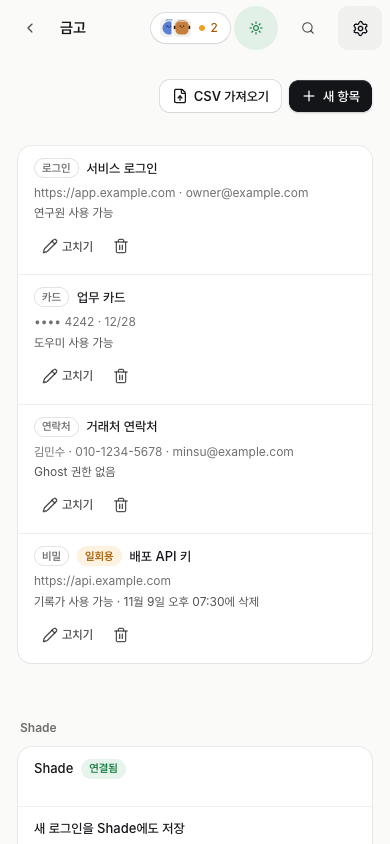 금고
2
CSV 가져오기
새 항목
로그인 서비스 로그인
https://app.example.com · owner@example.com
연구원 사용 가능
고치기
카드 업무 카드
•••• 4242 · 12/28
도우미 사용 가능
고치기
연락처 거래처 연락처
김민수 · 010-1234-5678 · minsu@example.com
Ghost 권한 없음
고치기
비밀 일회용 배포 API 키
https://api.example.com
기록가 사용 가능 · 11월 9일 오후 07:30에 삭제
고치기
Shade
Shade 연결됨
새 로그인을 Shade에도 저장